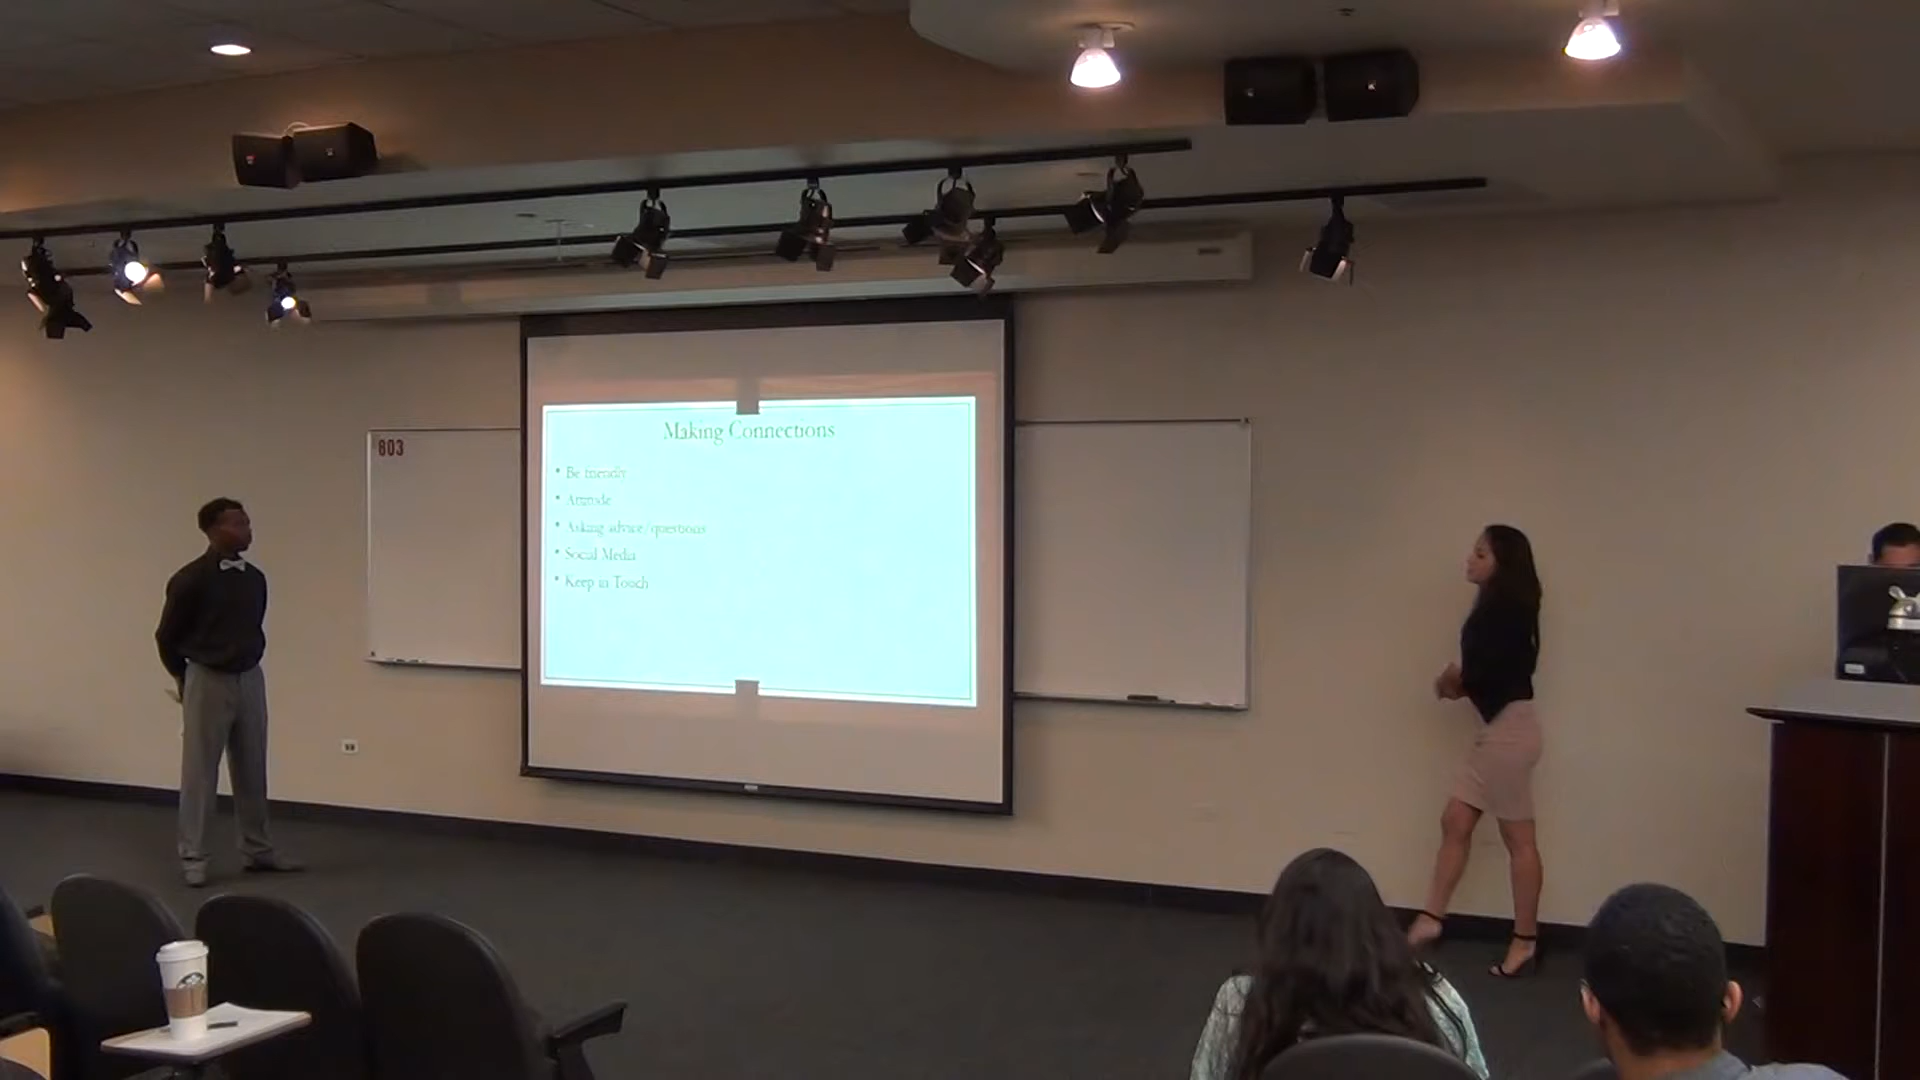 603
Making Connections
• Be friendly
• Attitude
• Asking advice/questions
• Social Media
• Keep in Touch